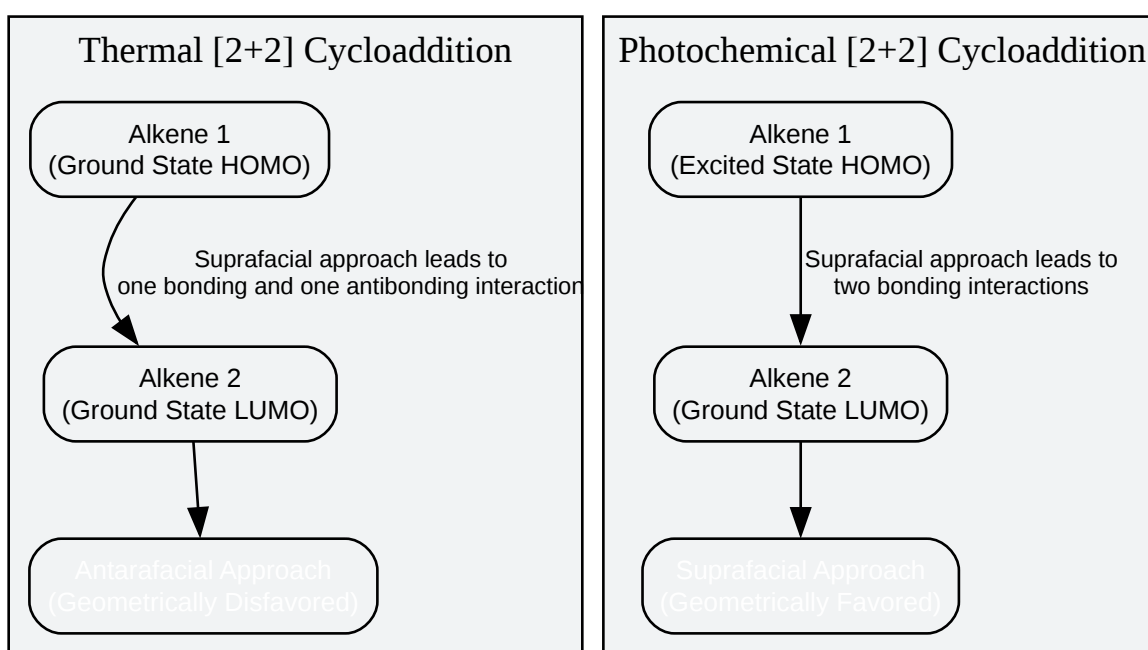 Thermal [2+2] Cycloaddition
Alkene 1
(Ground State HOMO)
Suprafacial approach leads to
one bonding and one antibonding interaction
Alkene 2
(Ground State LUMO)
Antarafacial Approach
(Geometrically Disfavored)
Photochemical [2+2] Cycloaddition
Alkene 1
(Excited State HOMO)
Suprafacial approach leads to
two bonding interactions
Alkene 2
(Ground State LUMO)
Suprafacial Approach
(Geometrically Favored)